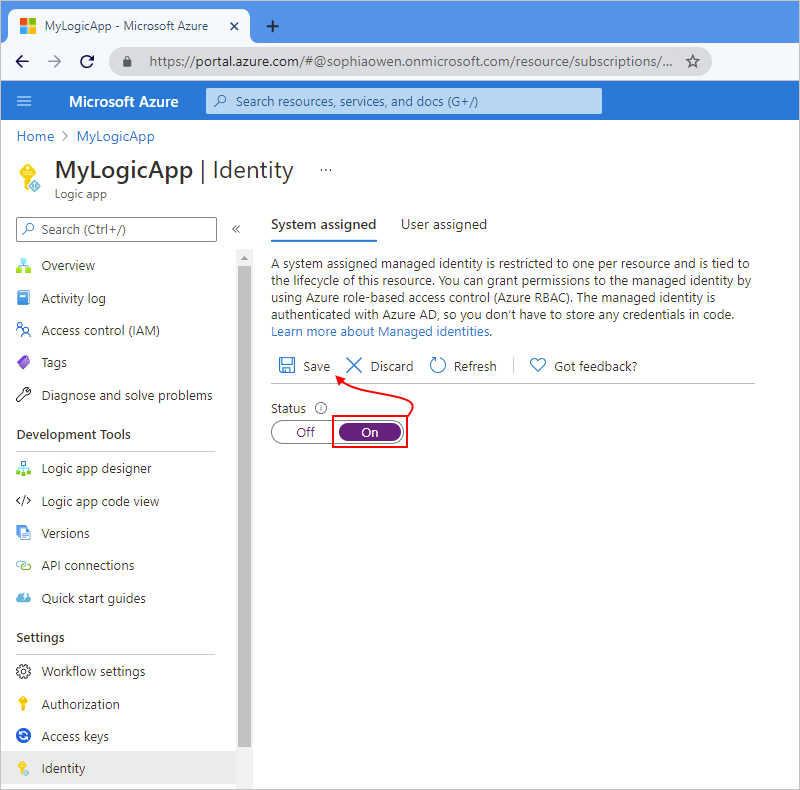 MyLogicApp - Microsoft Azure
https://portal.azure.com/#@sophiaowen.onmicrosoft.com/resource/subscriptions/...
Microsoft Azure
Search resources, services, and docs (G+/)
Home > MyLogicApp
MyLogicApp | Identity ...
Logic app
Search (Ctrl+/)
«
Overview
Activity log
Access control (IAM)
Tags
Diagnose and solve problems
Development Tools
Logic app designer
Logic app code view
Versions
API connections
Quick start guides
Settings
Workflow settings
Authorization
Access keys
Identity
System assigned User assigned
A system assigned managed identity is restricted to one per resource and is tied to
the lifecycle of this resource. You can grant permissions to the managed identity by
using Azure role-based access control (Azure RBAC). The managed identity is
authenticated with Azure AD, so you don't have to store any credentials in code.
Learn more about Managed identities.
Save Discard Refresh Got feedback?
Status
Off On